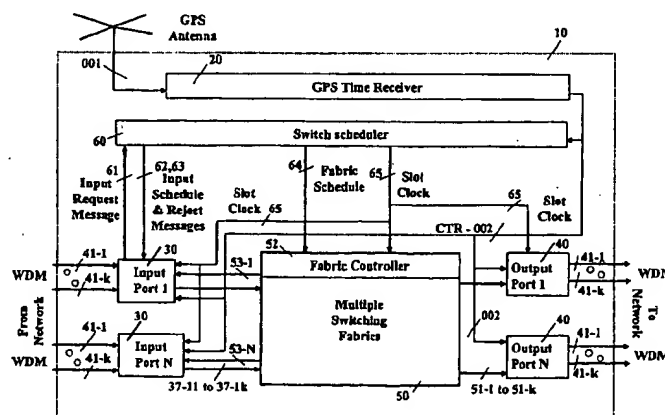 GPS
Antenna
001
10
20
GPS Time Receiver
60
Switch scheduler
61
62,63
64
65
Input
Request
Message
Input
Schedule
& Reject
Messages
Fabric
Schedule
Slot
Clock
Slot
Clock
65
65
Slot
Clock
CTR - 002
41-1
WDM
41-k
30
Input
Port 1
53-1
52
Fabric Controller
Multiple
Switching
Fabrics
40
Output
Port 1
41-1
WDM
41-k
From
Network
To
Network
41-1
WDM
41-k
30
Input
Port N
53-N
37-11 to 37-1k
50
002
51-1 to 51-k
40
Output
Port N
41-1
WDM
41-k